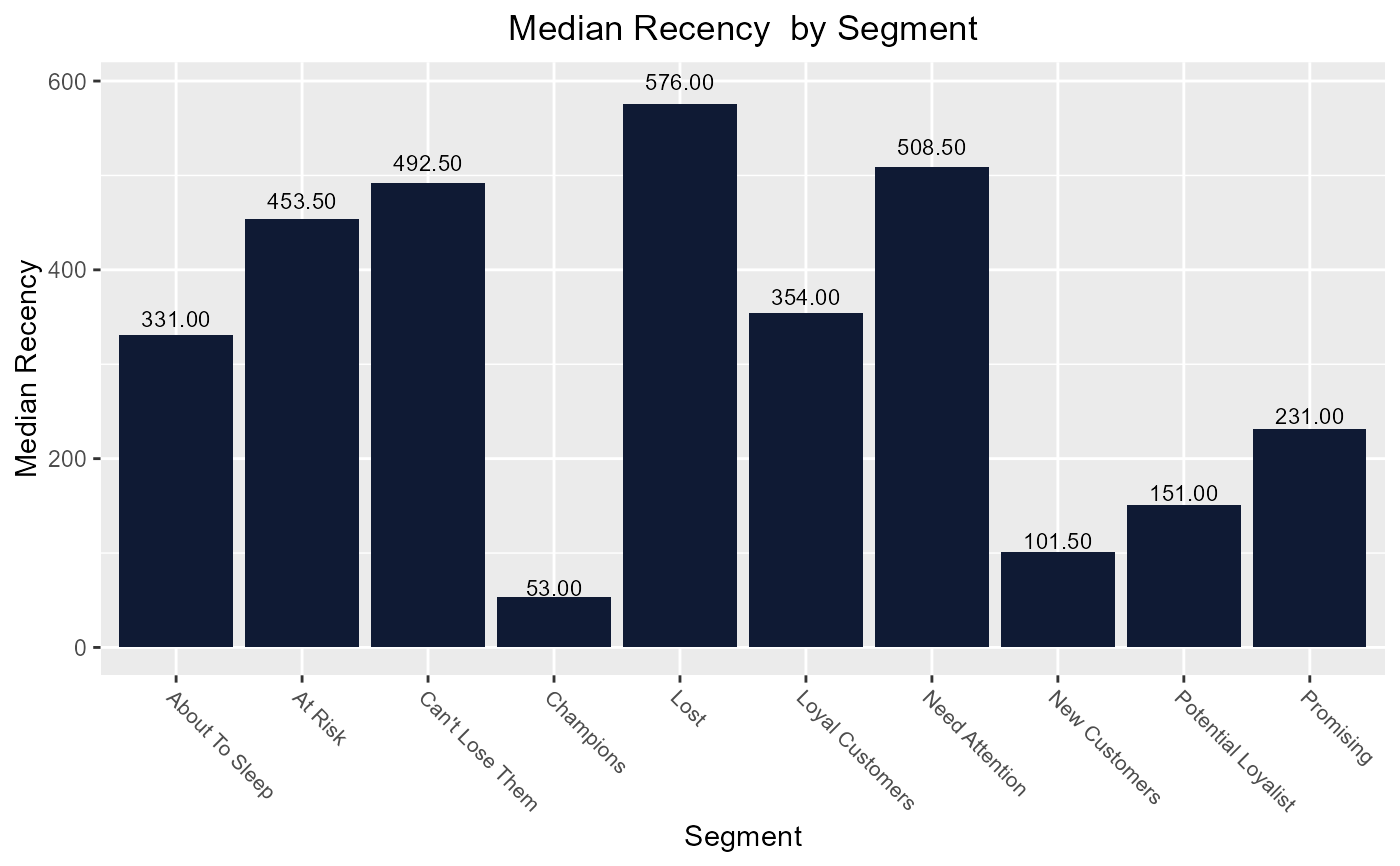 Median Recency  by Segment
Median Recency
600
400
200
0
331.00
453.50
492.50
53.00
576.00
354.00
508.50
101.50
151.00
231.00
About To Sleep
At Risk
Can't Lose Them
Champions
Lost
Loyal Customers
Need Attention
New Customers
Potential Loyalist
Promising
Segment